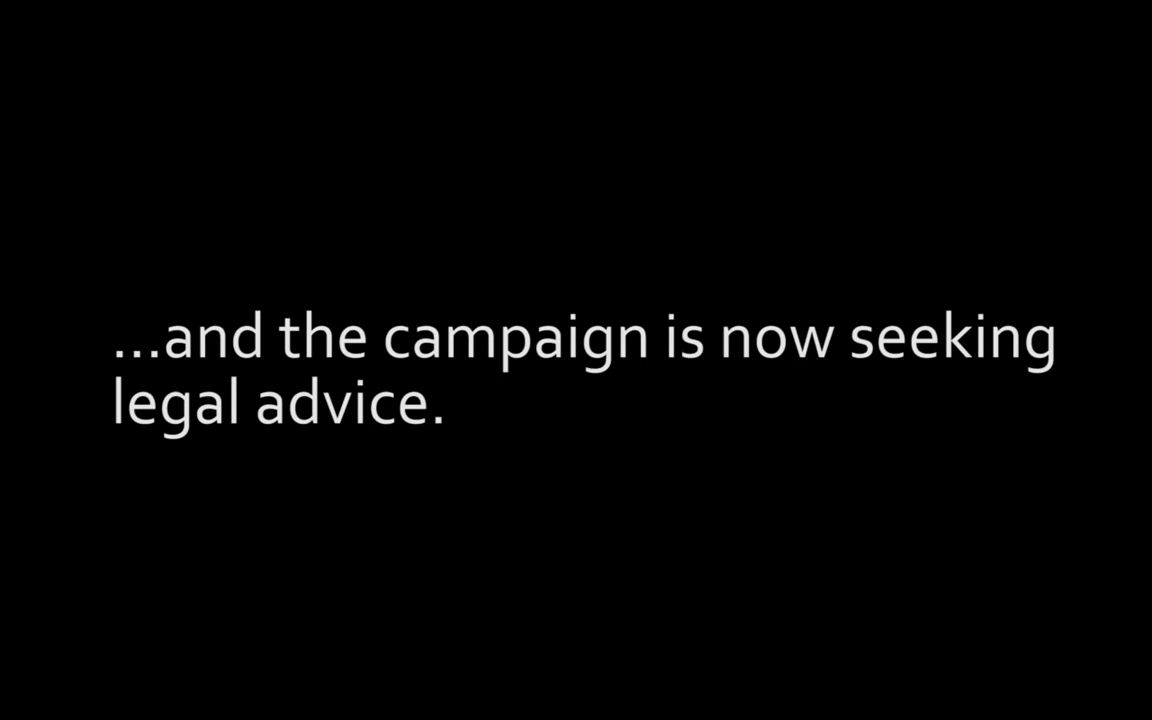 ...and the campaign is now seeking
legal advice.